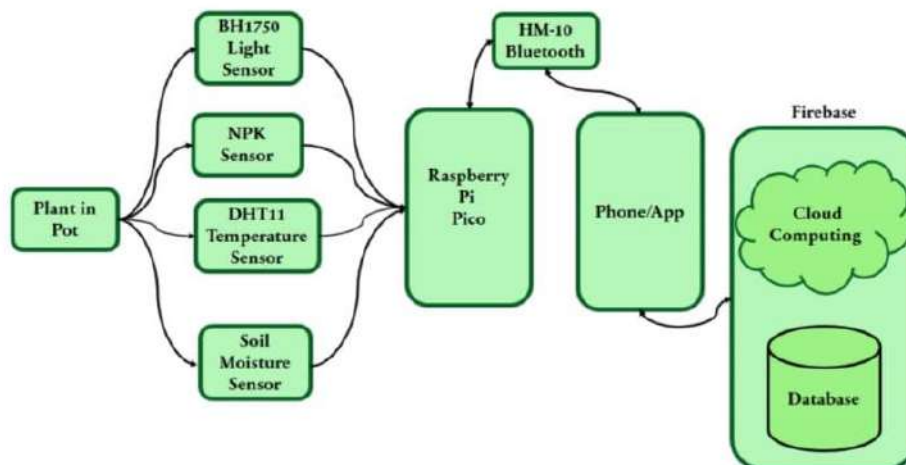 BH1750
Light
Sensor
NPK
Sensor
Plant in
Pot
DHT11
Temperature
Sensor
Soil
Moisture
Sensor
Raspberry
Pi
Pico
HM-10
Bluetooth
Phone/App
Firebase
Cloud
Computing
Database